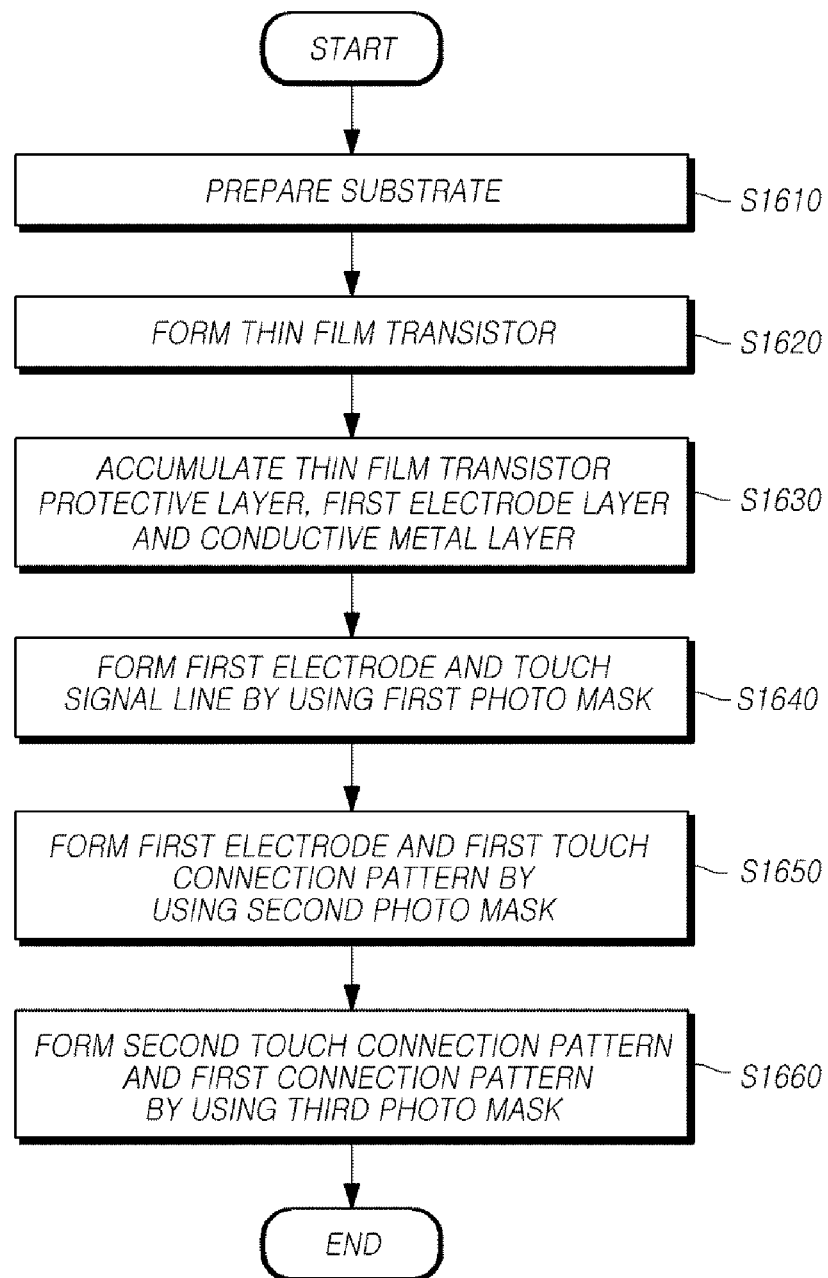 START
PREPARE SUBSTRATE
S1610
FORM THIN FILM TRANSISTOR
S1620
ACCUMULATE THIN FILM TRANSISTOR
PROTECTIVE LAYER, FIRST ELECTRODE LAYER
AND CONDUCTIVE METAL LAYER
S1630
FORM FIRST ELECTRODE AND TOUCH
SIGNAL LINE BY USING FIRST PHOTO MASK
S1640
FORM FIRST ELECTRODE AND FIRST TOUCH
CONNECTION PATTERN BY
USING SECOND PHOTO MASK
S1650
FORM SECOND TOUCH CONNECTION PATTERN
AND FIRST CONNECTION PATTERN
BY USING THIRD PHOTO MASK
S1660
END